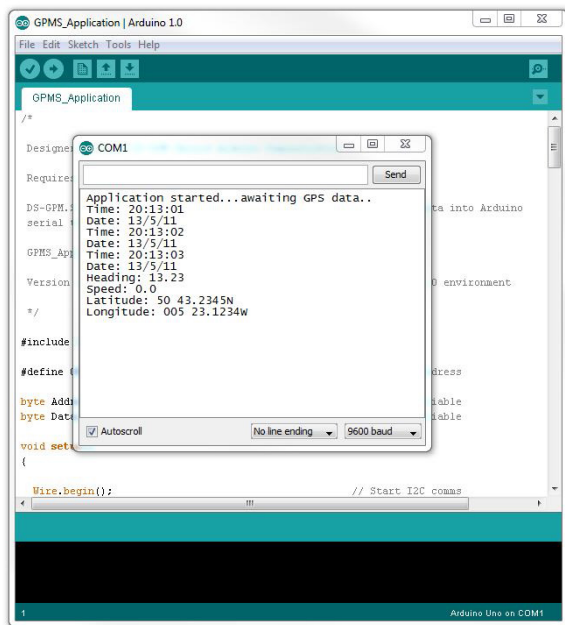 GPMS_Application | Arduino 1.0
File Edit Sketch Tools Help
GPMS_Application
/*
Designe
COM1
Require
Send
Application started...awaiting GPS data..
Time: 20:13:01
Date: 13/5/11
Time: 20:13:02
Date: 13/5/11
Time: 20:13:03
Date: 13/5/11
Heading: 13.23
Speed: 0.0
Latitude: 50 43.2345N
Longitude: 005 23.1234W
DS-GPM. ta into Arduino
serial
GPMS_Ap
Version 0 environment
*/
#include
#define dress
byte Addr iable
byte Data iable
Autoscroll
No line ending
9600 baud
void setu
{
Wire.begin(); // Start I2C comms
1
Arduino Uno on COM1